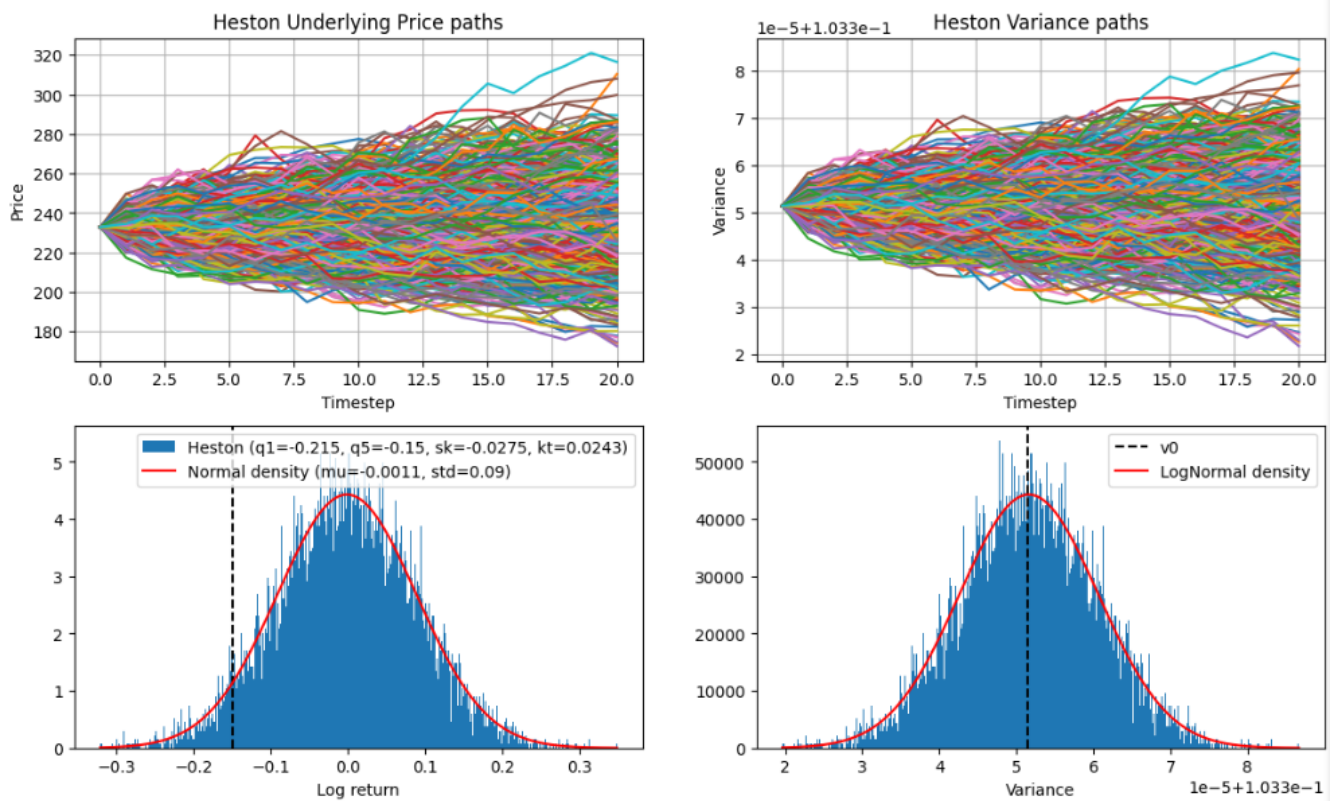 Heston Underlying Price paths
320
300
280
260
240
220
200
180
Price
0.0 2.5 5.0 7.5 10.0 12.5 15.0 17.5 20.0
Timestep
Heston Variance paths
1e−5+1.033e−1
8
7
6
5
4
3
2
Variance
0.0 2.5 5.0 7.5 10.0 12.5 15.0 17.5 20.0
Timestep
Heston (q1=-0.215, q5=-0.15, sk=-0.0275, kt=0.0243)
Normal density (mu=-0.0011, std=0.09)
5
4
3
2
1
0
−0.3 −0.2 −0.1 0.0 0.1 0.2 0.3
Log return
v0
LogNormal density
50000
40000
30000
20000
10000
0
2 3 4 5 6 7 8
Variance
1e−5+1.033e−1